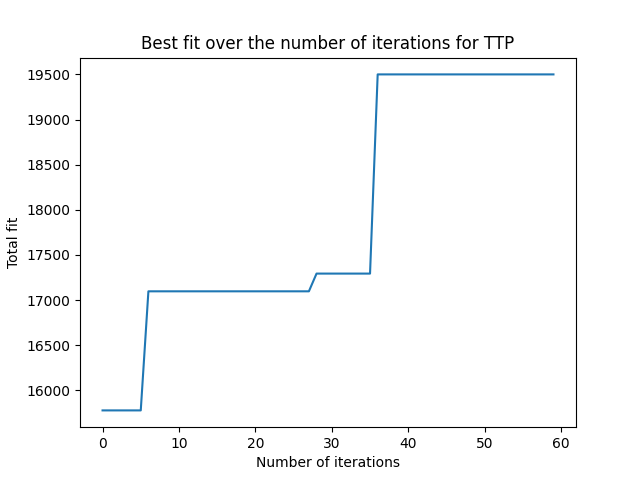 Best fit over the number of iterations for TTP
19500
19000
18500
18000
17500
17000
16500
16000
Total fit
0 10 20 30 40 50 60
Number of iterations